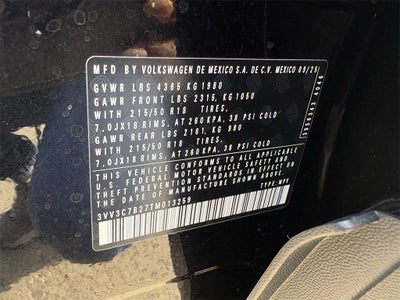 MFD BY VOLKSWAGEN DE MEXICO S.A. DE C.V. MEXICO 09/25
GVWR LBS 4365 KG 1980
GAWR FRONT LBS 2315, KG 1050
WITH 215/50 R18 TIRES.
7.0JX18 RIMS, AT 260KPA, 38 PSI COLD
GAWR REAR LBS 2161, KG 980
WITH 215/50 R18 TIRES.
7.0JX18 RIMS, AT 260KPA, 38 PSI COLD
THIS VEHICLE CONFORMS TO ALL APPLICABLE
U.S. FEDERAL MOTOR VEHICLE SAFETY AND
THEFT PREVENTION STANDARDS IN EFFECT ON
THE DATE OF MANUFACTURE SHOWN ABOVE.
3VV3C7B27TM013259
TYPE: MPV